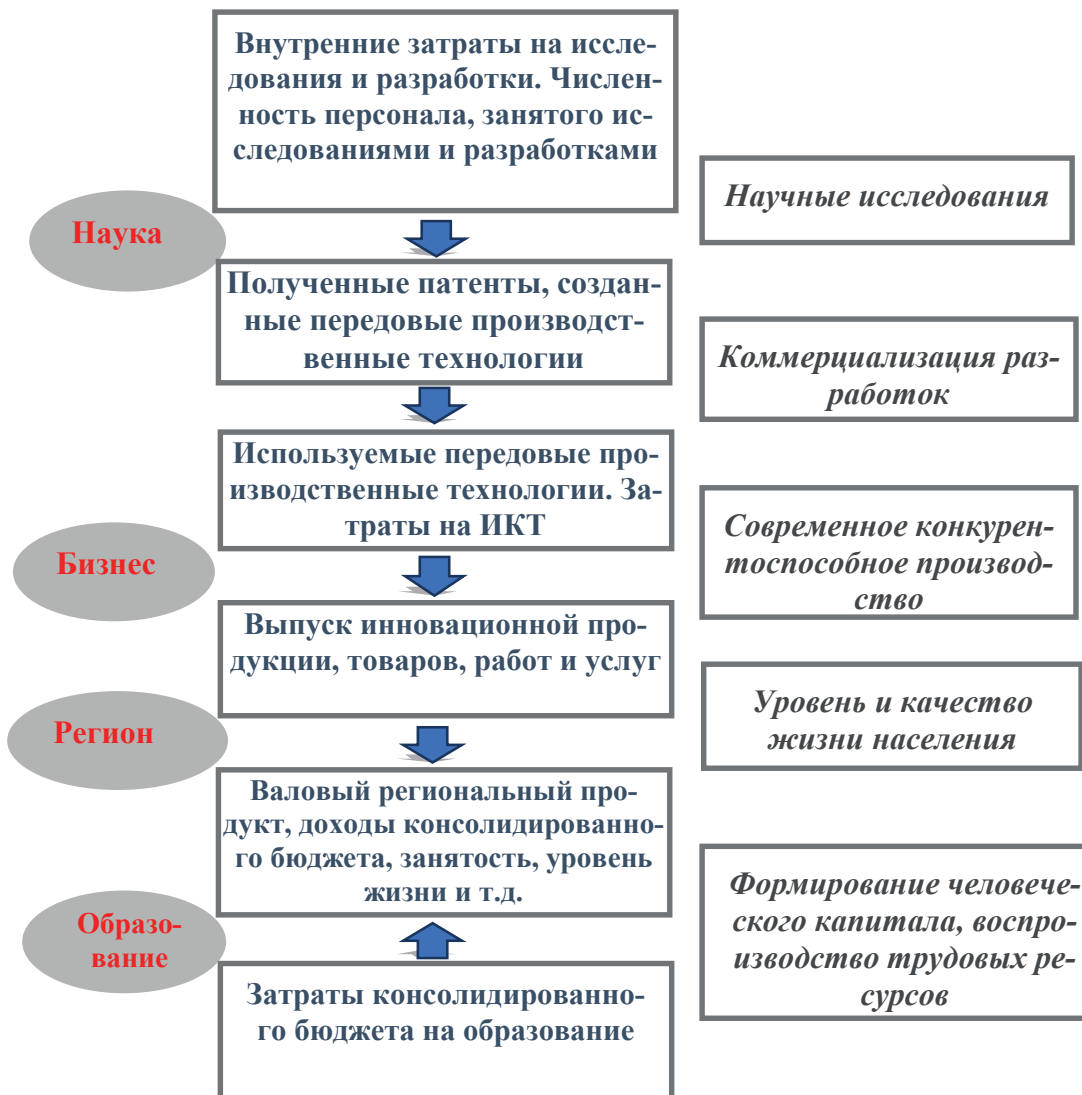 Внутренние затраты на иссле-
дования и разработки. Числен-
ность персонала, занятого ис-
следованиями и разработками
Научные исследования
Наука
Полученные патенты, создан-
ные передовые производст-
венные технологии
Коммерциализация раз-
работок
Используемые передовые про-
изводственные технологии. За-
траты на ИКТ
Современное конкурен-
тоспособное производ-
ство
Бизнес
Выпуск инновационной про-
дукции, товаров, работ и услуг
Уровень и качество
жизни населения
Регион
Валовый региональный про-
дукт, доходы консолидированно-
го бюджета, занятость, уровень
жизни и т.д.
Формирование человече-
ского капитала, воспро-
изводство трудовых ре-
сурсов
Образо-
вание
Затраты консолидированно-
го бюджета на образование